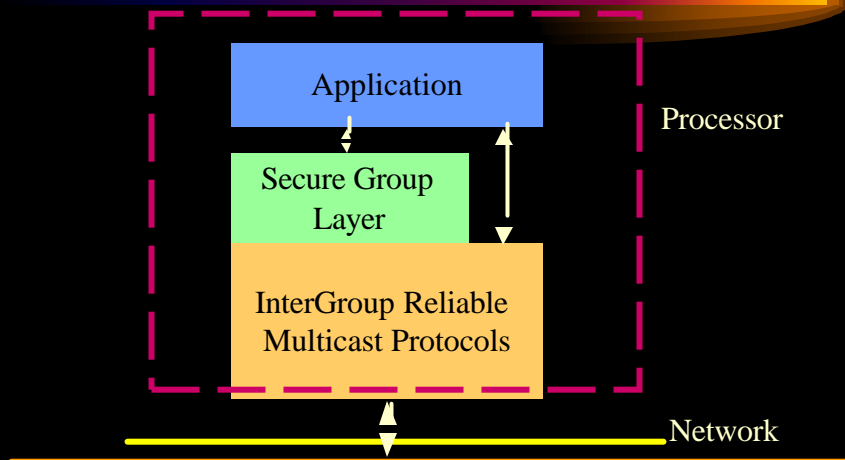 Application
Processor
Secure Group
Layer
InterGroup Reliable
Multicast Protocols
Network